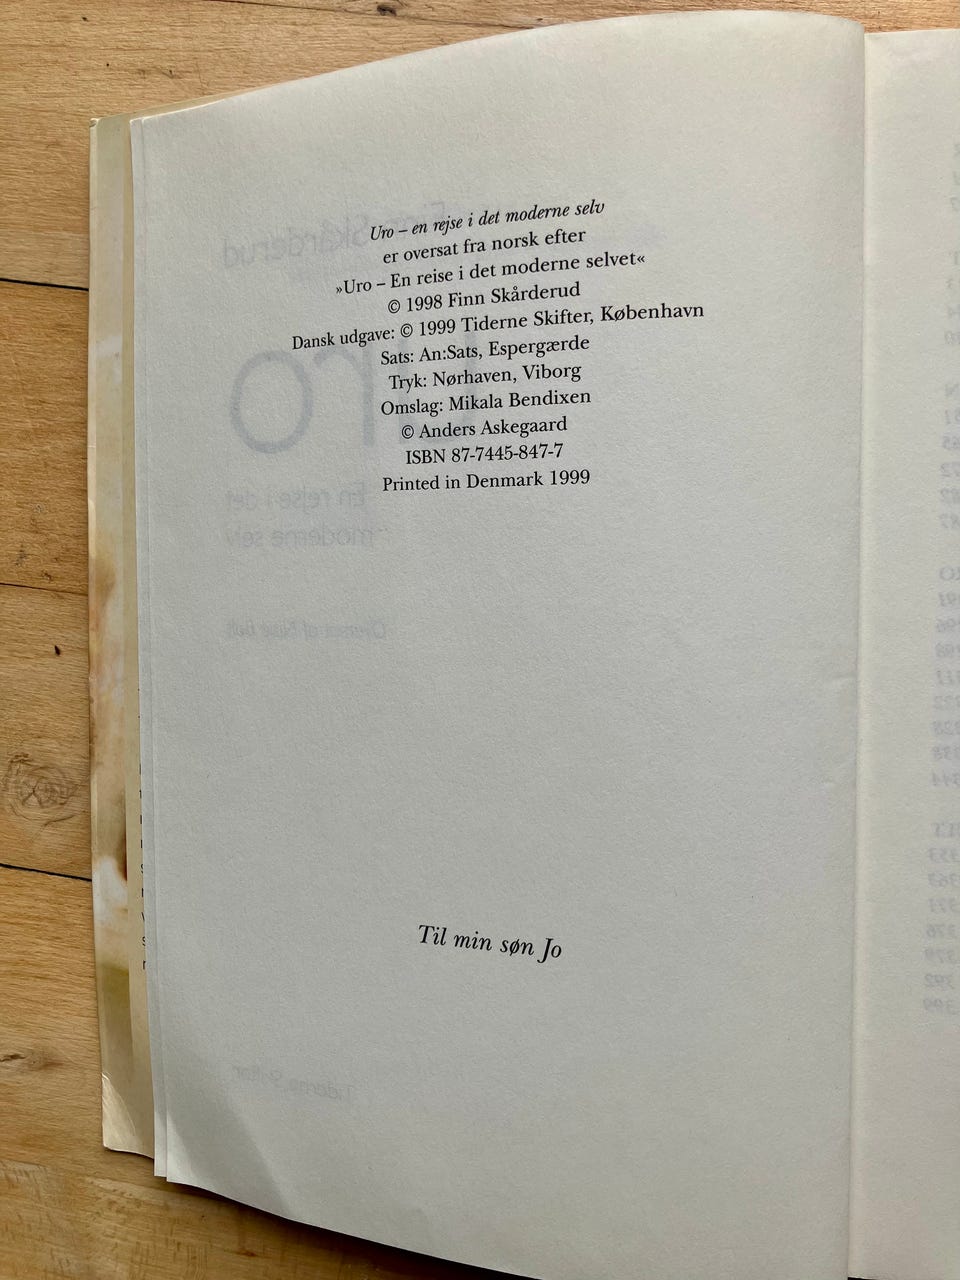 Uro – en rejse i det moderne selv
er oversat fra norsk efter
»Uro – En reise i det moderne selvet«
© 1998 Finn Skårderud
Dansk udgave: © 1999 Tiderne Skifter, København
Sats: An:Sats, Espergærde
Tryk: Nørhaven, Viborg
Omslag: Mikala Bendixen
© Anders Askegaard
ISBN 87-7445-847-7
Printed in Denmark 1999
Til min søn Jo